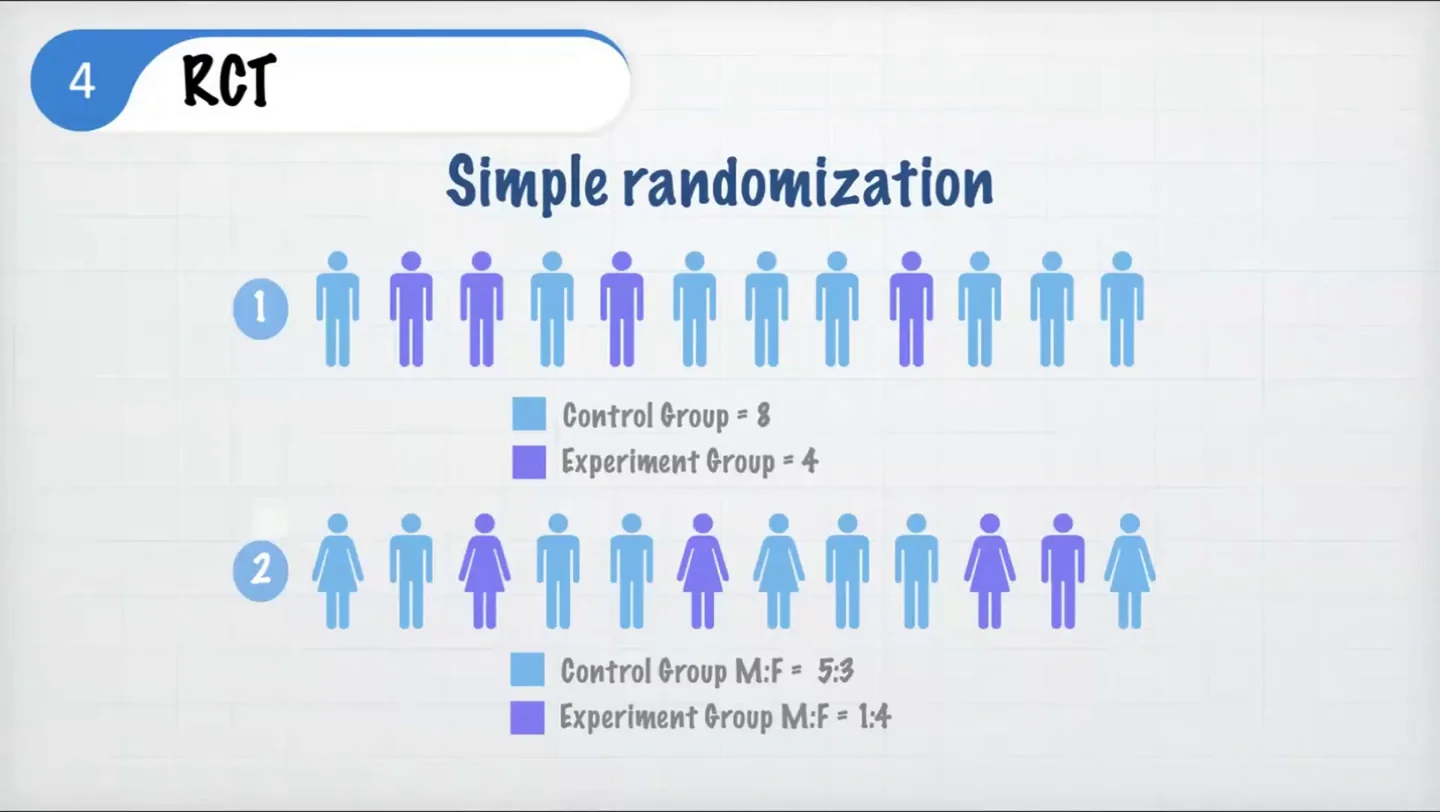 4
RCT
Simple randomization
1
Control Group = 8
Experiment Group = 4
2
Control Group M:F = 5:3
Experiment Group M:F = 1:4